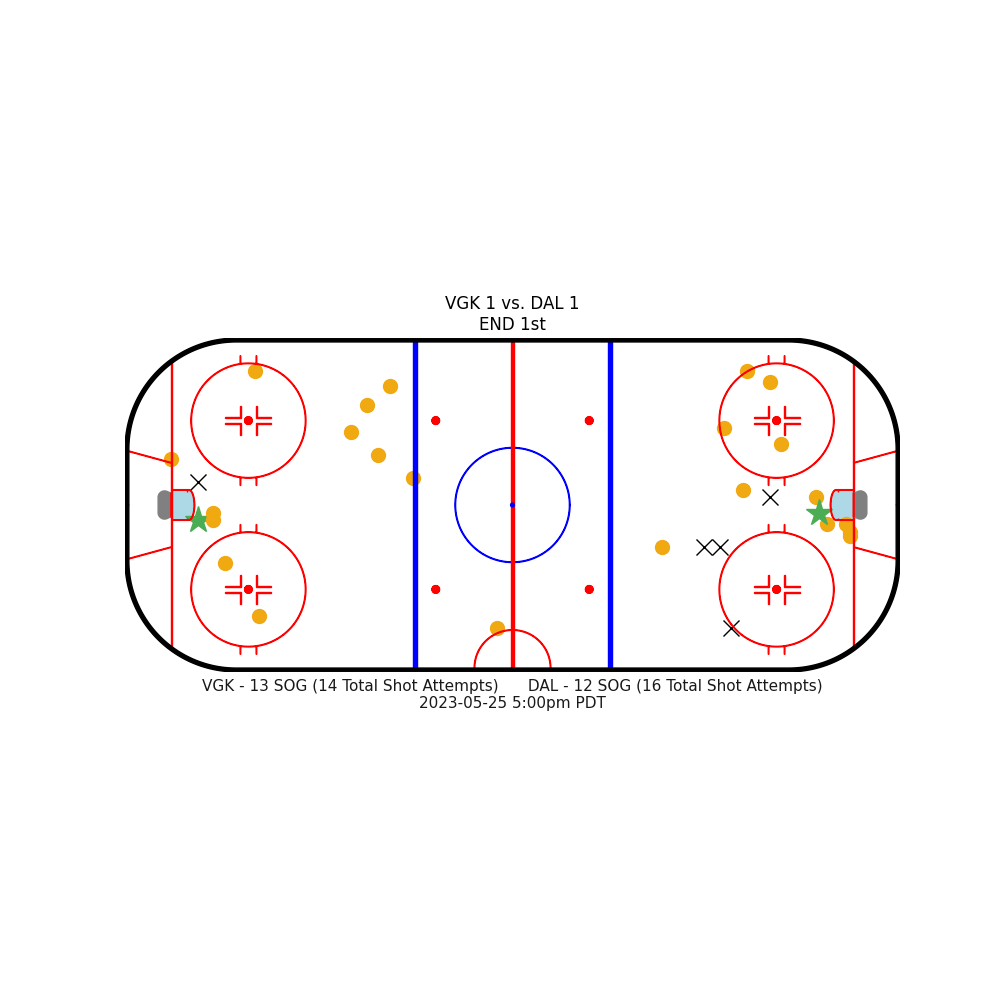 VGK 1 vs. DAL 1
END 1st
VGK - 13 SOG (14 Total Shot Attempts) DAL - 12 SOG (16 Total Shot Attempts)
2023-05-25 5:00pm PDT